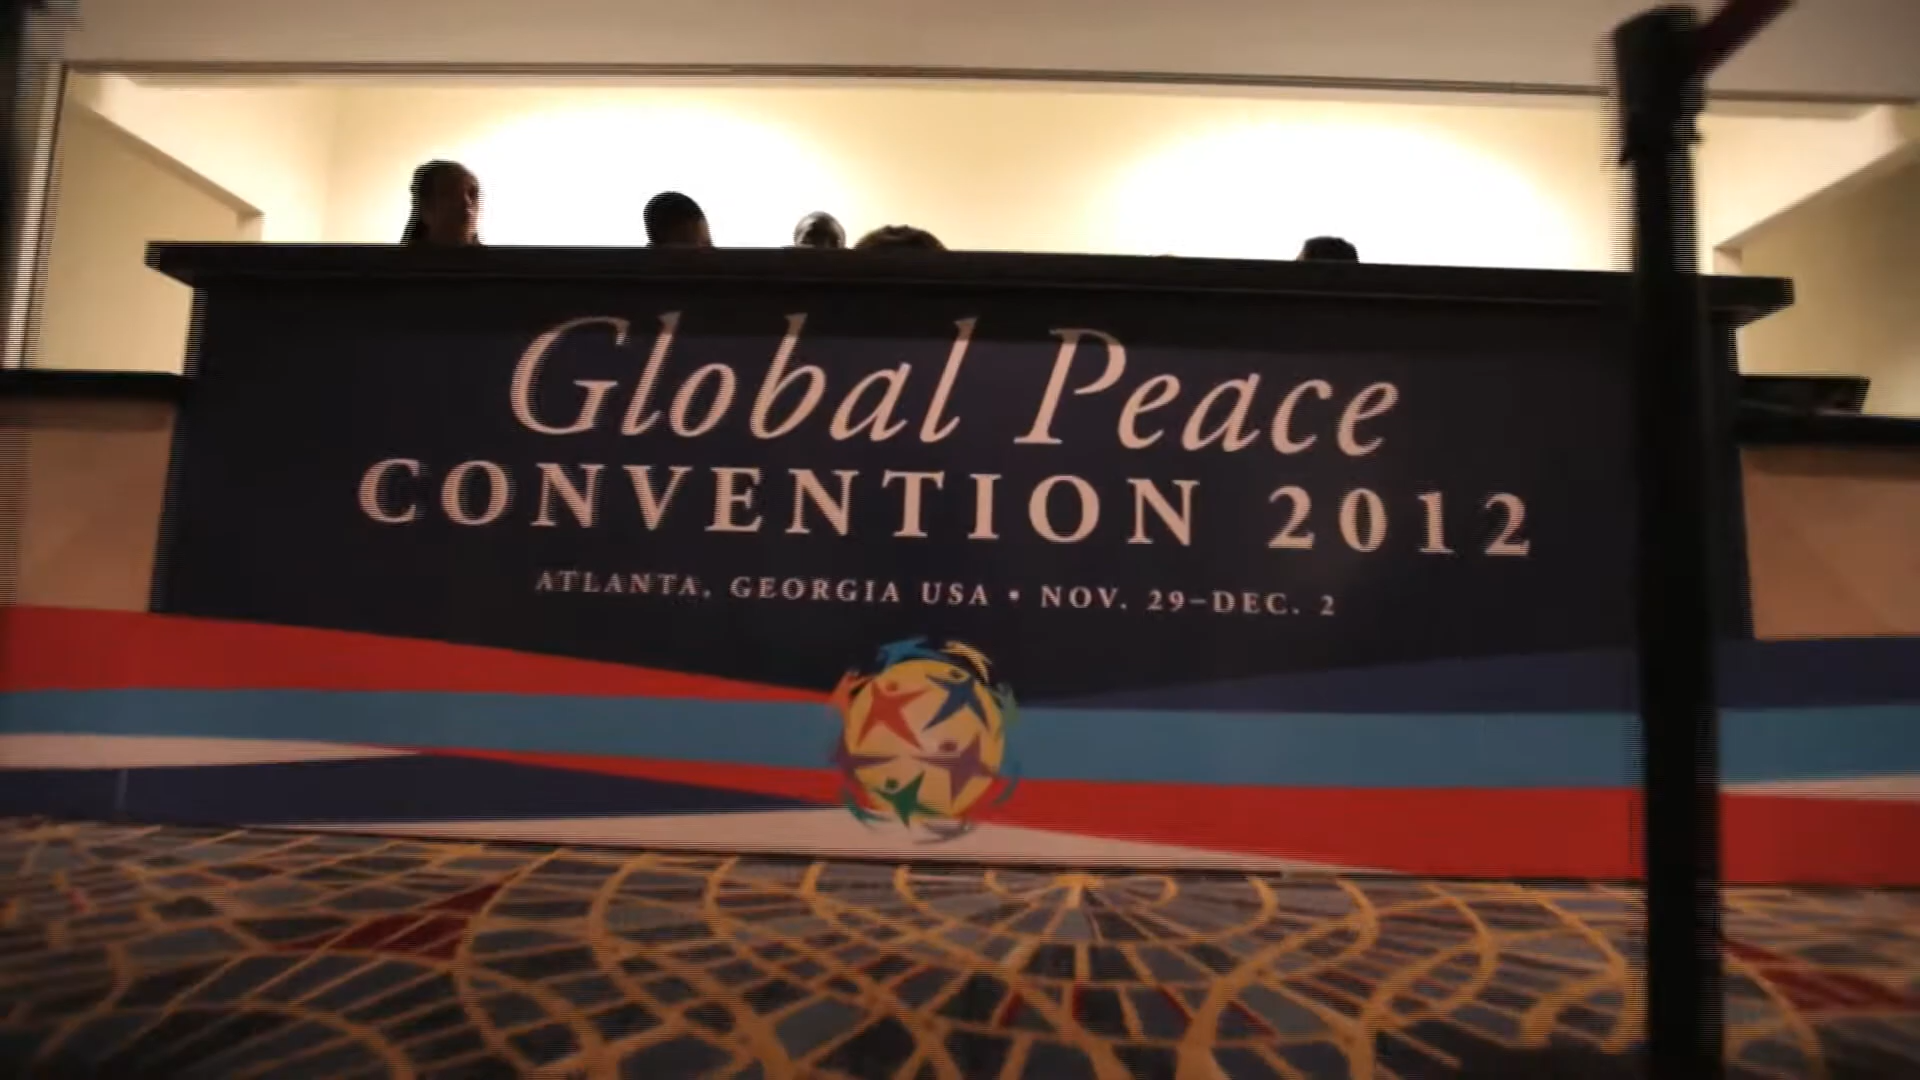 Global Peace
CONVENTION 2012
ATLANTA, GEORGIA USA • NOV. 29–DEC. 2